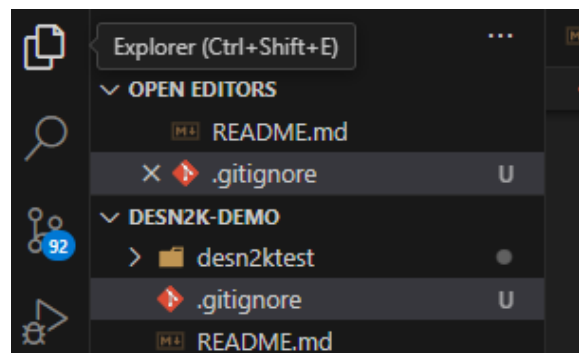 Explorer (Ctrl+Shift+E)
...
OPEN EDITORS
M↓ README.md
.gitignore U
92
DESN2K-DEMO
desn2ktest
.gitignore U
M↓ README.md